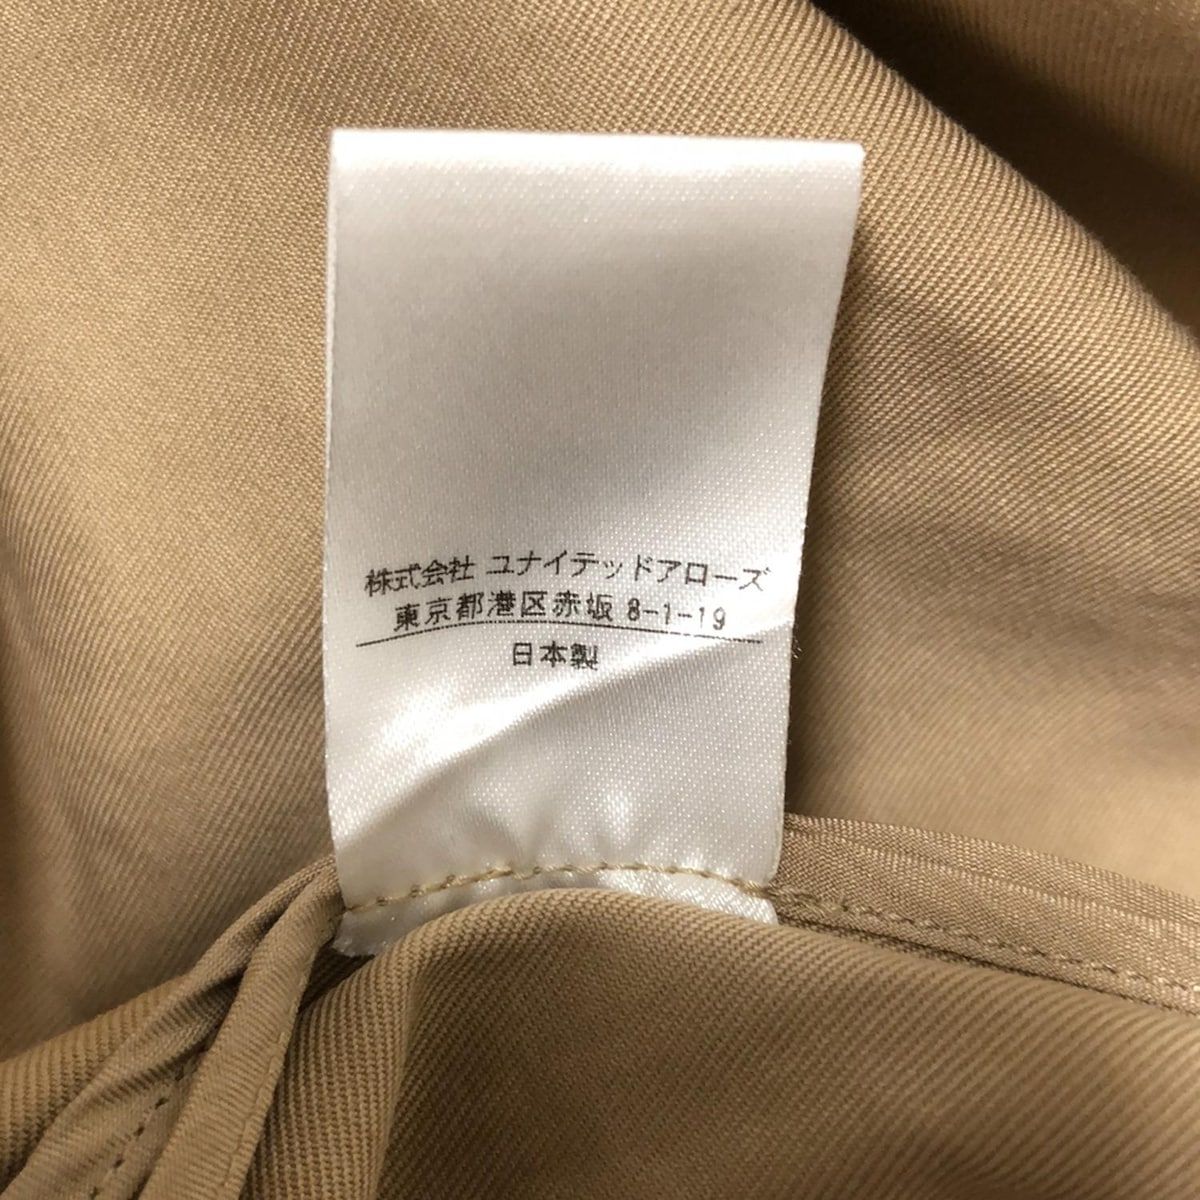 株式会社 ユナイテッドアローズ
東京都港区赤坂 8-1-19
日本製